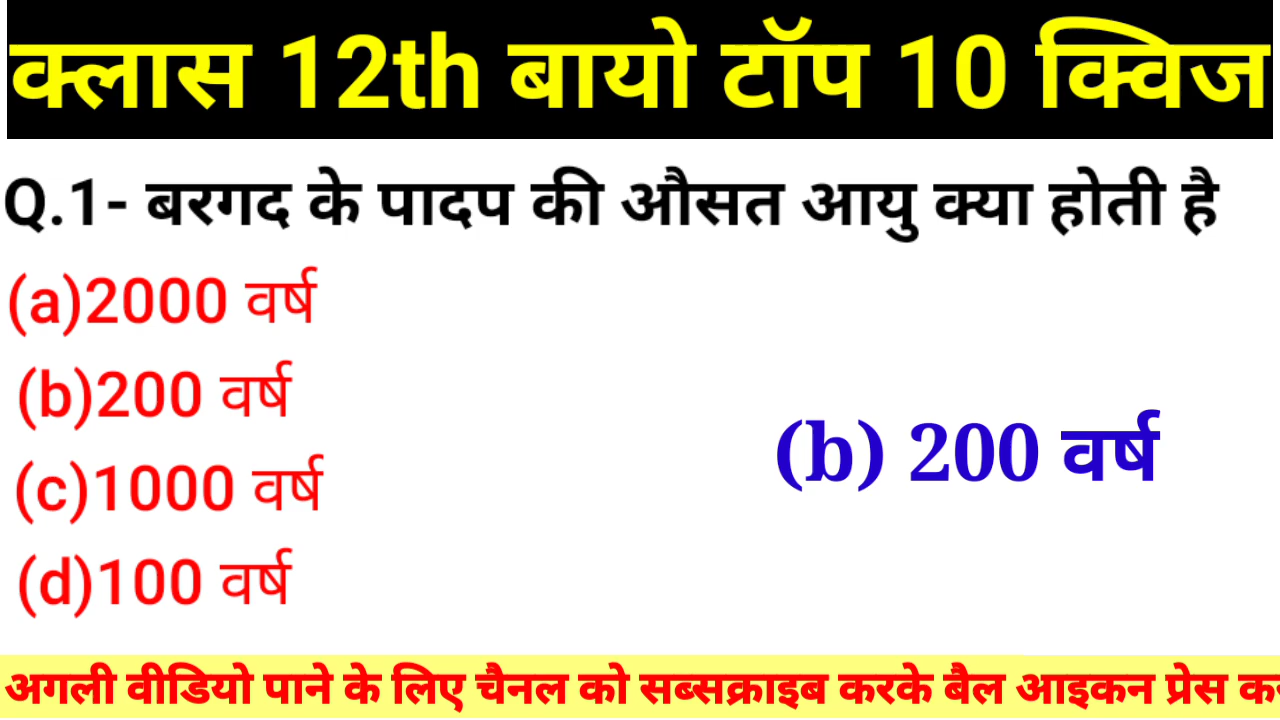 क्लास 12th बायो टॉप 10 क्विज
Q.1- बरगद के पादप की औसत आयु क्या होती है
(a)2000 वर्ष
(b)200 वर्ष
(b) 200 वर्ष
(c)1000 वर्ष
(d)100 वर्ष
अगली वीडियो पाने के लिए चैनल को सब्सक्राइब करके बैल आइकन प्रेस